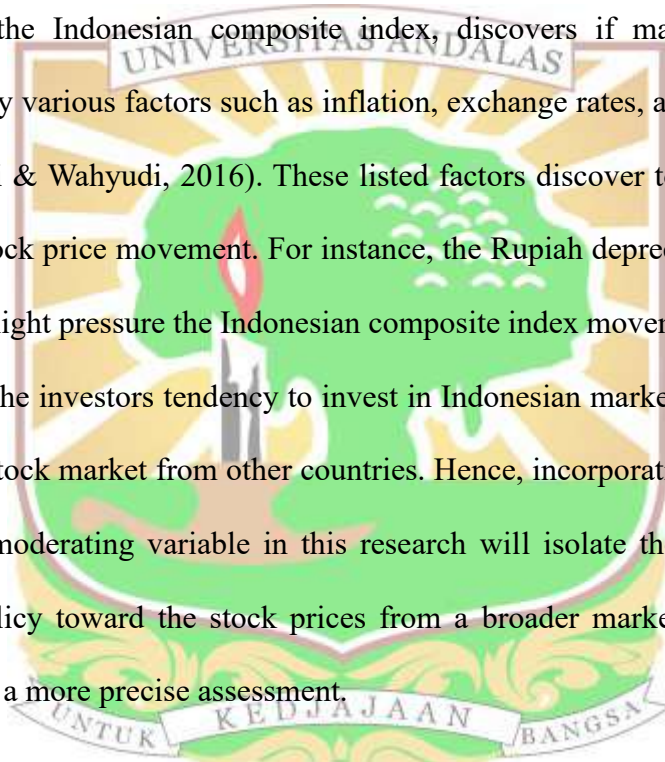 the Indonesian composite index, discovers if ma
UNIVERSITAS ANDALAS
y various factors such as inflation, exchange rates, a
& Wahyudi, 2016). These listed factors discover t
ock price movement. For instance, the Rupiah deprec
ight pressure the Indonesian composite index mover
he investors tendency to invest in Indonesian marke
tock market from other countries. Hence, incorporati
moderating variable in this research will isolate th
licy toward the stock prices from a broader marke
a more precise assessment.
UNTUK KEDJAJAAN BANGSA